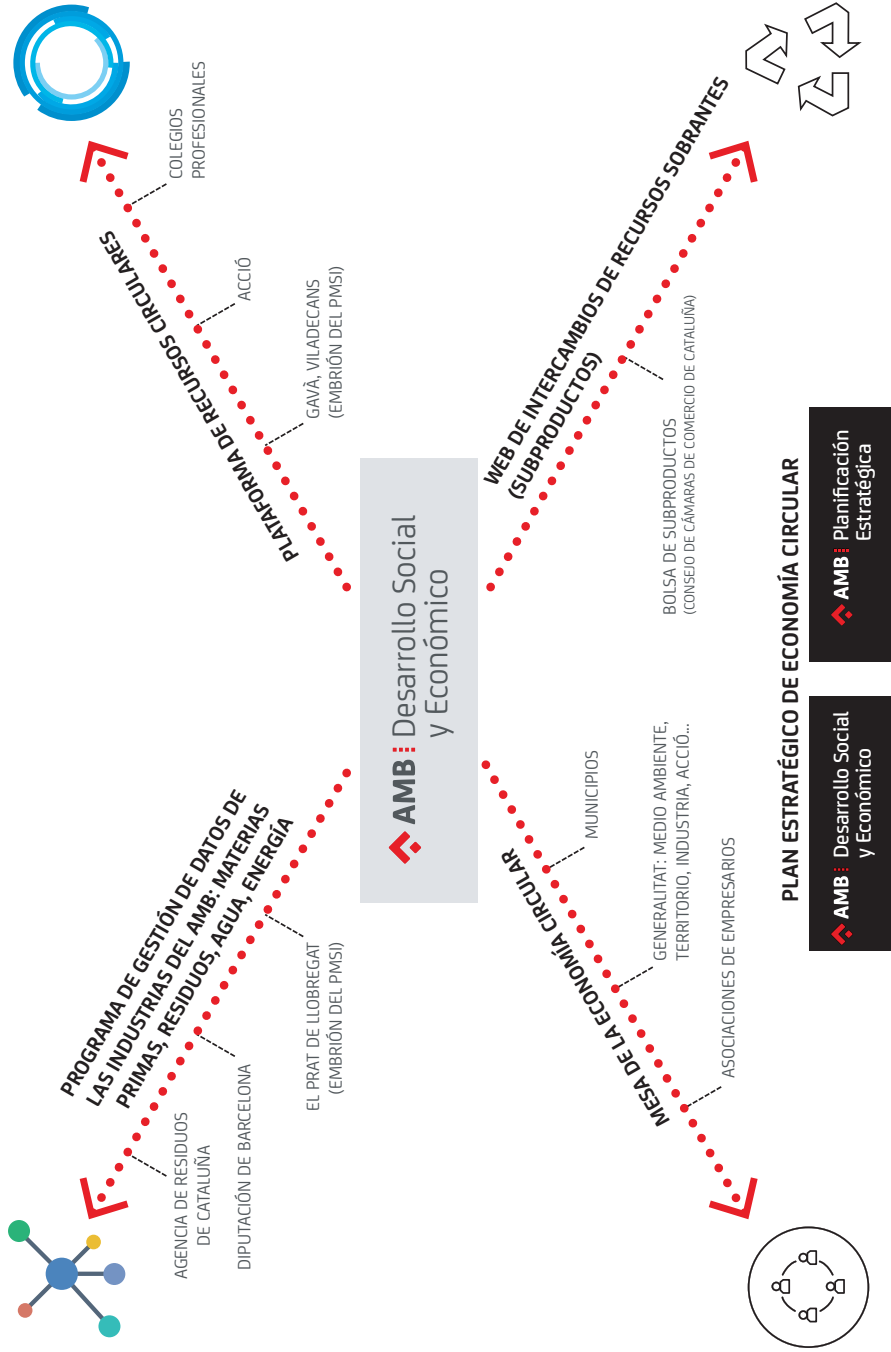 PROGRAMA DE GESTIÓN DE DATOS DE
LAS INDUSTRIAS DEL AMB: MATERIAS
PRIMAS, RESIDUOS, AGUA, ENERGÍA
AGENCIA DE RESIDUOS
DE CATALUÑA
DIPUTACIÓN DE BARCELONA
EL PRAT DE LLOBREGAT
(EMBRIÓN DEL PMSI)
PLATAFORMA DE RECURSOS CIRCULARES
COLEGIOS
PROFESIONALES
ACCIÓ
GAVÀ, VILADECANS
(EMBRIÓN DEL PMSI)
AMB Desarrollo Social
y Económico
MESA DE LA ECONOMÍA CIRCULAR
MUNICIPIOS
GENERALITAT: MEDIO AMBIENTE,
TERRITORIO, INDUSTRIA, ACCIÓ...
ASOCIACIONES DE EMPRESARIOS
WEB DE INTERCAMBIOS DE RECURSOS SOBRANTES
(SUBPRODUCTOS)
BOLSA DE SUBPRODUCTOS
(CONSEJO DE CÁMARAS DE COMERCIO DE CATALUÑA)
PLAN ESTRATÉGICO DE ECONOMÍA CIRCULAR
AMB Desarrollo Social
y Económico
AMB Planificación
Estratégica